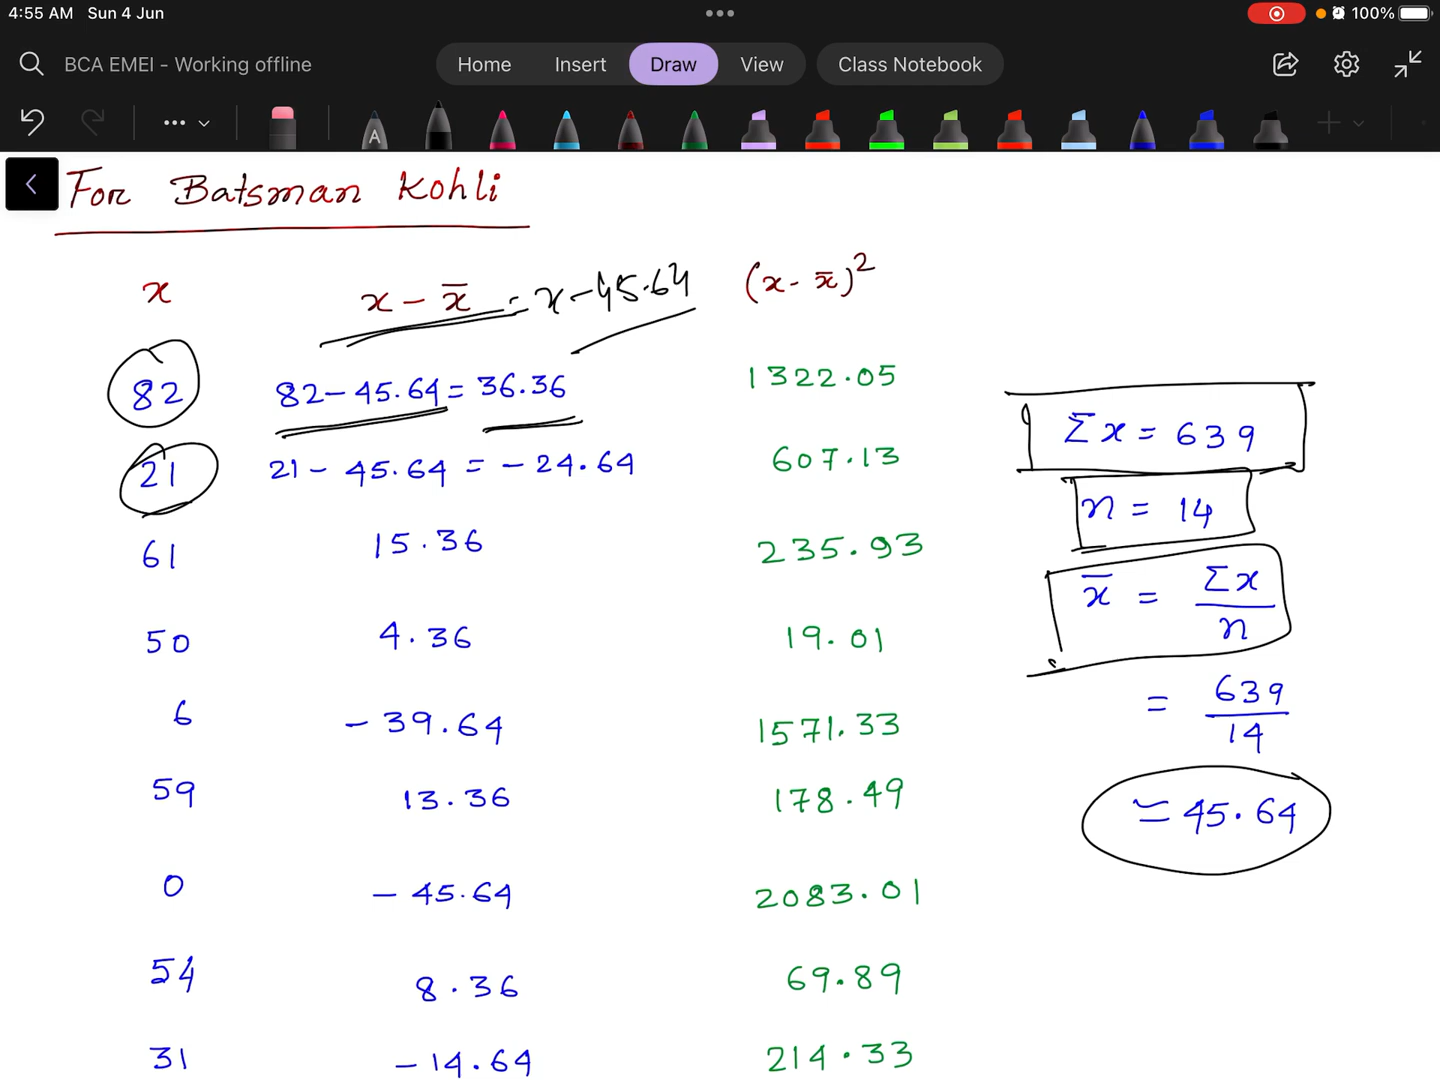 4:55 AM Sun 4 Jun
100%
BCA EMEI - Working offline
Home Insert Draw View Class Notebook
A
For Batsman Kohli
x x - x̄ = x - 45.64 (x - x̄)²
82 82 - 45.64 = 36.36 1322.05
21 21 - 45.64 = - 24.64 607.13
61 15.36 235.93
50 4.36 19.01
6 - 39.64 1571.33
59 13.36 178.49
0 - 45.64 2083.01
54 8.36 69.89
31 - 14.64 214.33
Σx = 639
n = 14
x̄ = Σx / n
= 639 / 14
≃ 45.64